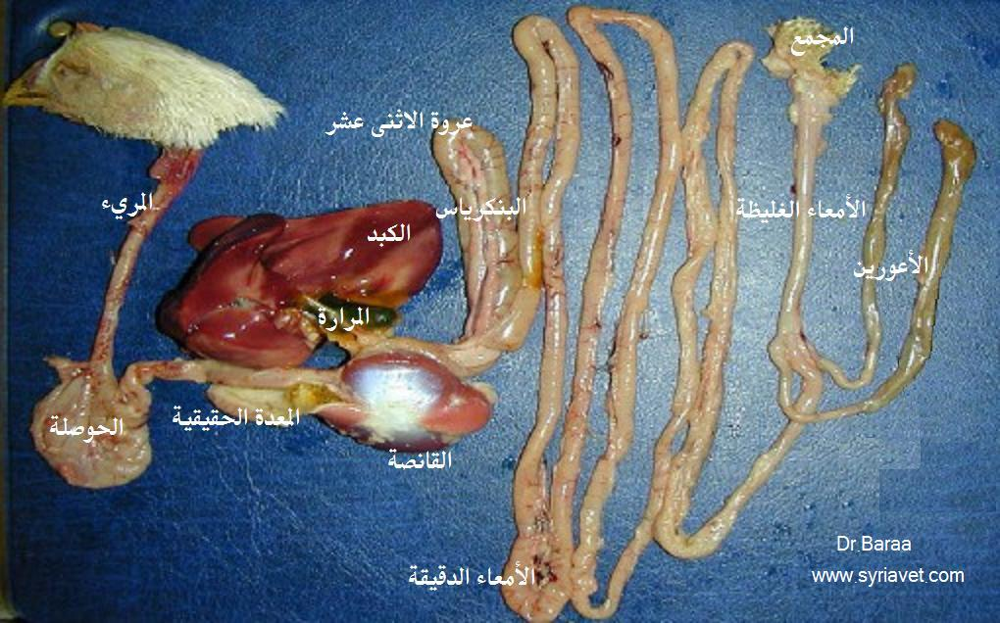 المجمع
عروة الاثنى عشر
المريء
البنكرياس
الأمعاء الغليظة
الكبد
الأعورين
المرارة
المعدة الحقيقية
الحوصلة
القانصة
الأمعاء الدقيقة
Dr.Baraa
www.syriavet.com